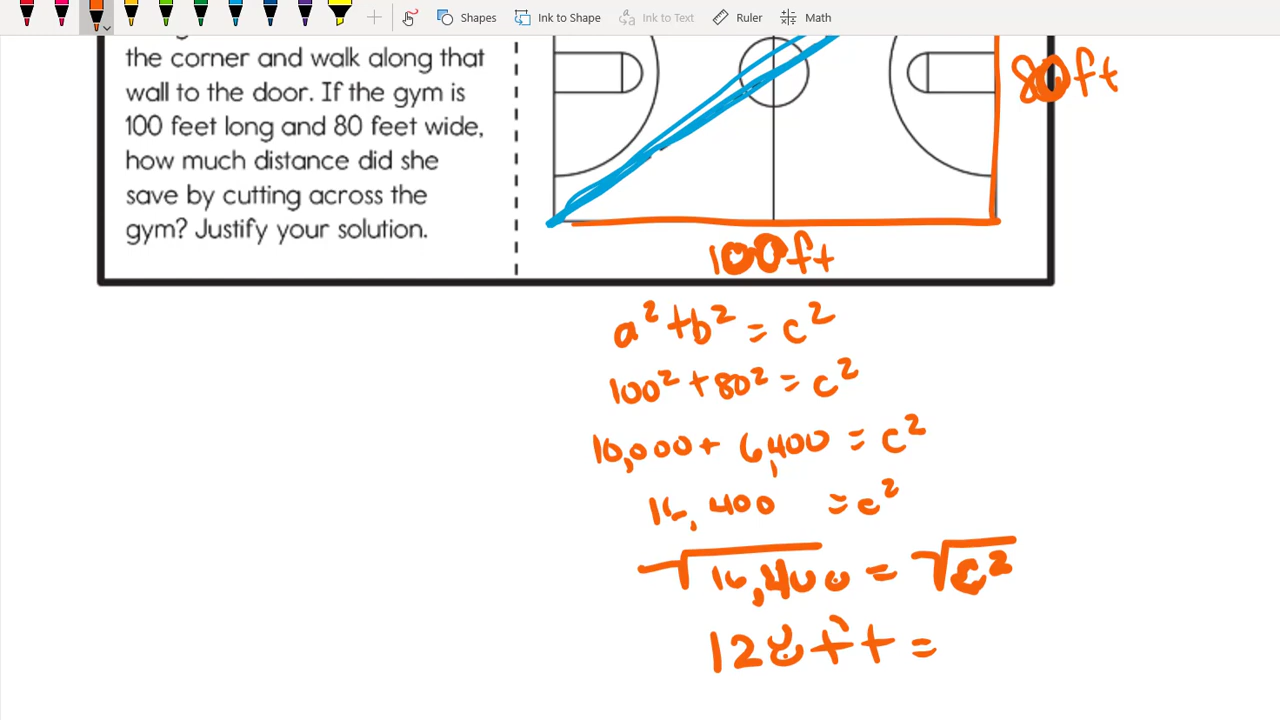 Shapes
Ink to Shape
Ink to Text
Ruler
Math
the corner and walk along that
wall to the door. If the gym is
100 feet long and 80 feet wide,
how much distance did she
save by cutting across the
gym? Justify your solution.
80ft
100ft
a² + b² = c²
100² + 80² = c²
10,000 + 6,400 = c²
16,400 = c²
√16,400 = √c²
128 ft =